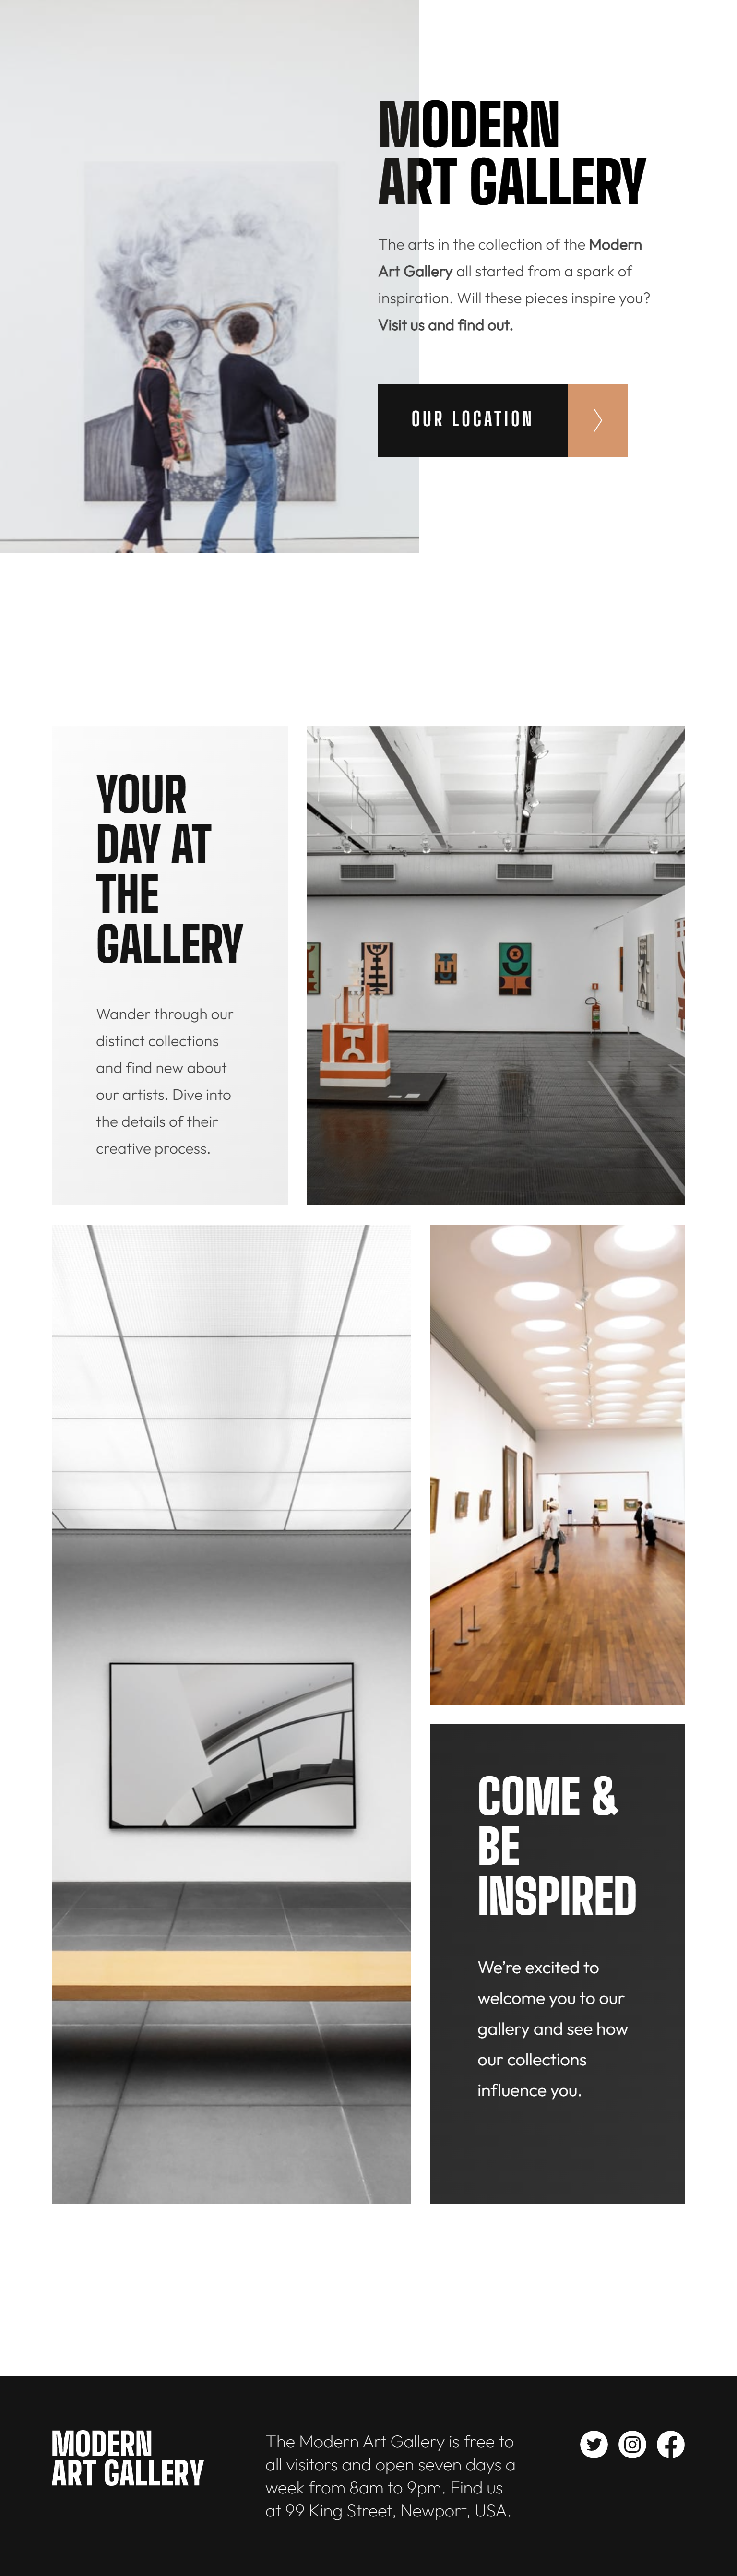 MODERN
ART GALLERY
The arts in the collection of the Modern
Art Gallery all started from a spark of
inspiration. Will these pieces inspire you?
Visit us and find out.
OUR LOCATION
YOUR
DAY AT
THE
GALLERY
Wander through our
distinct collections
and find new about
our artists. Dive into
the details of their
creative process.
COME &
BE
INSPIRED
We’re excited to
welcome you to our
gallery and see how
our collections
influence you.
MODERN
ART GALLERY
The Modern Art Gallery is free to
all visitors and open seven days a
week from 8am to 9pm. Find us
at 99 King Street, Newport, USA.